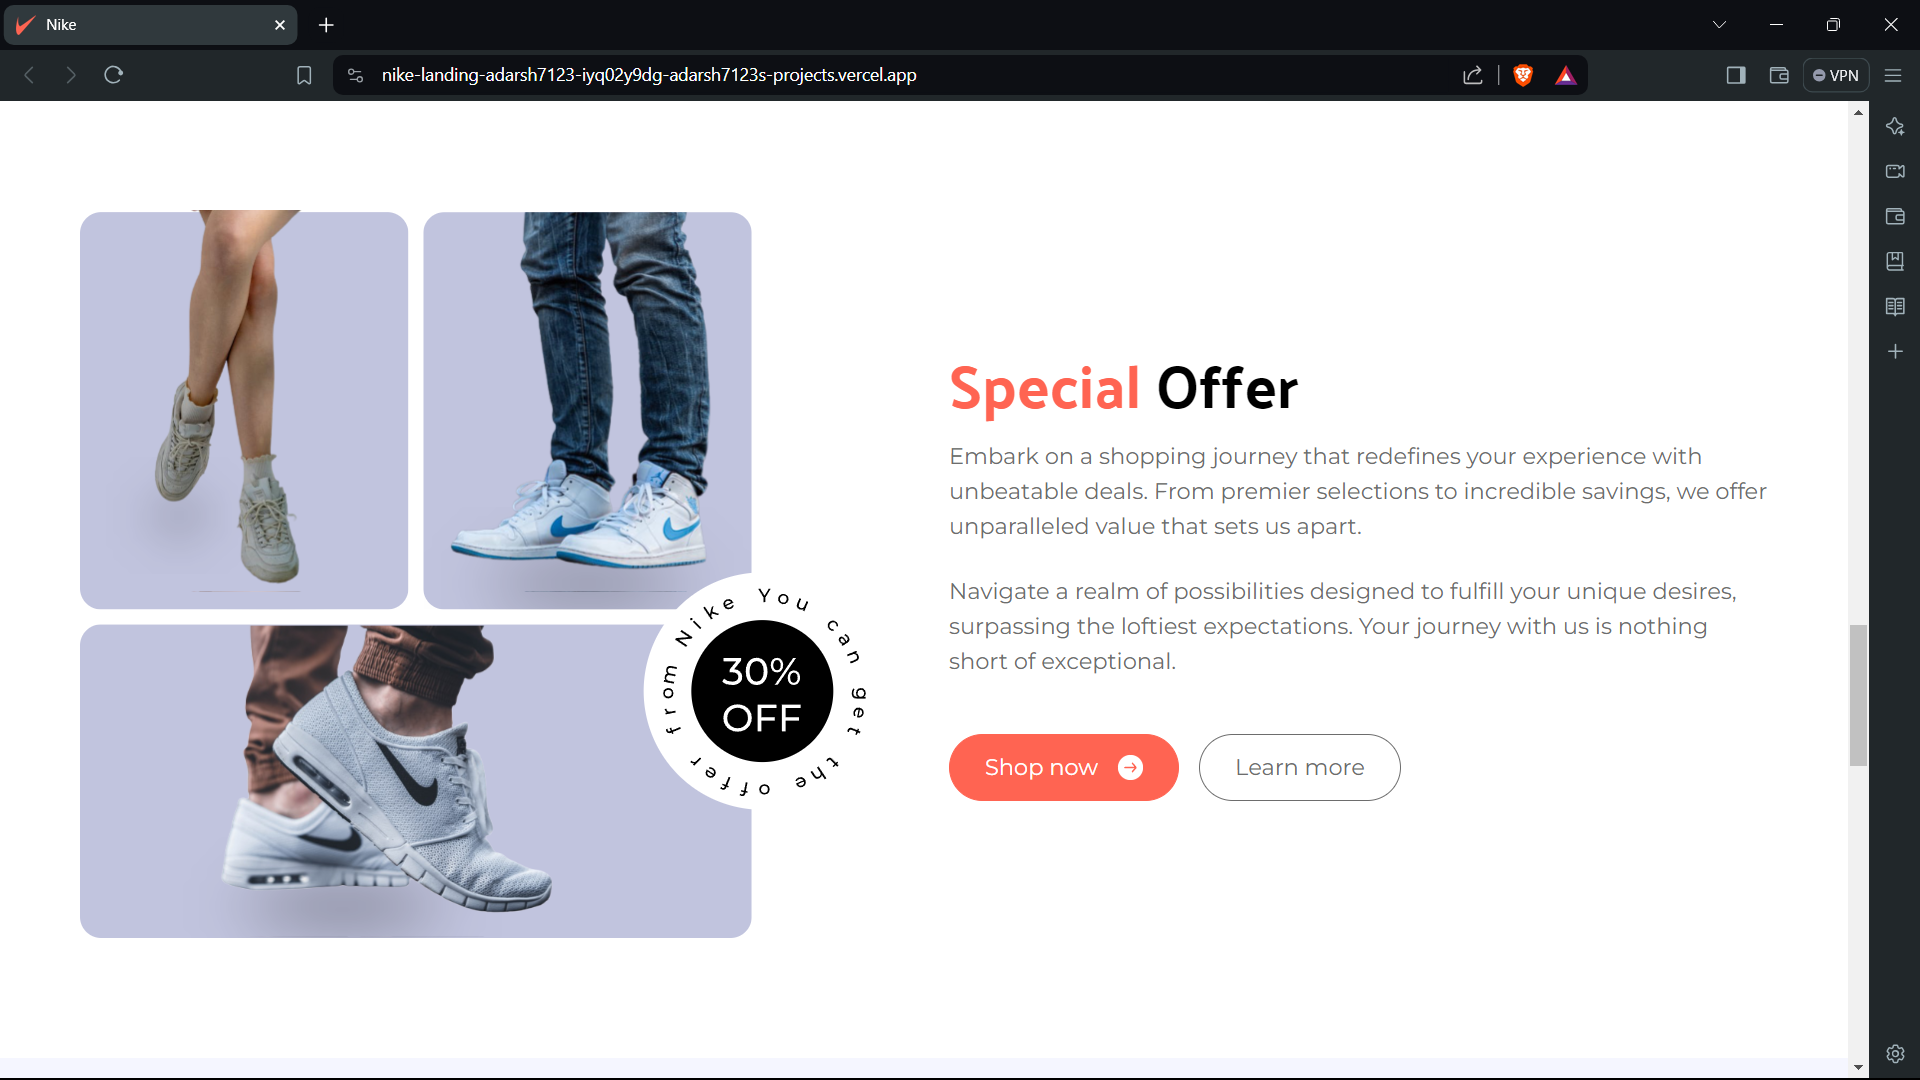 Nike
nike-landing-adarsh7123-iyq02y9dg-adarsh7123s-projects.vercel.app
VPN
from Nike You can get the offer
30%
OFF
Special Offer
Embark on a shopping journey that redefines your experience with
unbeatable deals. From premier selections to incredible savings, we offer
unparalleled value that sets us apart.
Navigate a realm of possibilities designed to fulfill your unique desires,
surpassing the loftiest expectations. Your journey with us is nothing
short of exceptional.
Shop now
Learn more